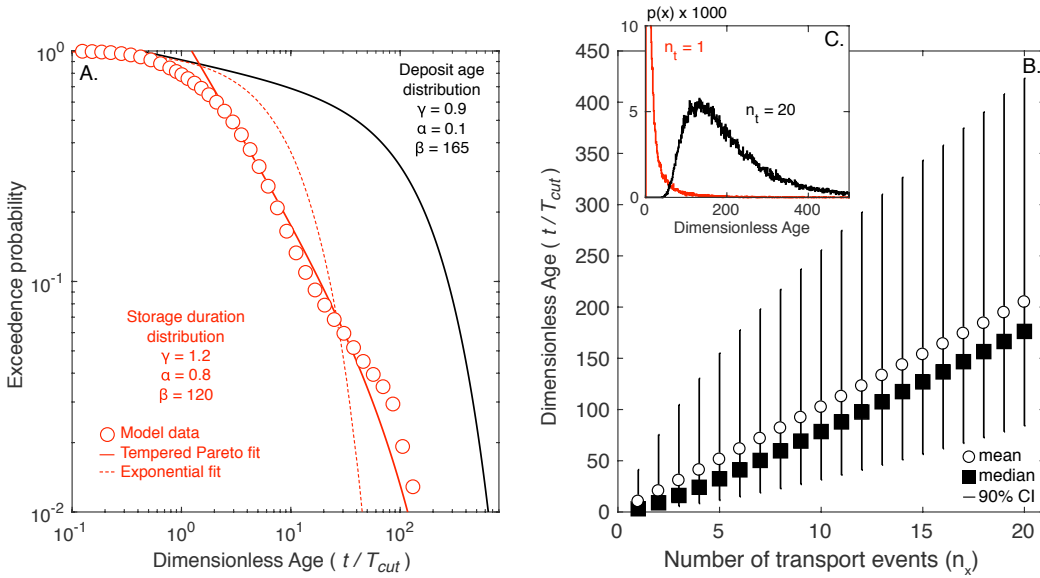 A.
Exceedence probability
10⁰
10⁻¹
10⁻²
Deposit age
distribution
γ = 0.9
α = 0.1
β = 165
Storage duration
distribution
γ = 1.2
α = 0.8
β = 120
Model data
Tempered Pareto fit
Exponential fit
10⁻¹
10⁰
10¹
10²
Dimensionless Age ( t / T_cut )
B.
Dimensionless Age ( t / T_cut )
450
400
350
300
250
200
150
100
50
0
mean
median
90% CI
0
5
10
15
20
Number of transport events (n_x)
p(x) x 1000
C.
10
5
0
n_t = 1
n_t = 20
0
200
400
Dimensionless Age